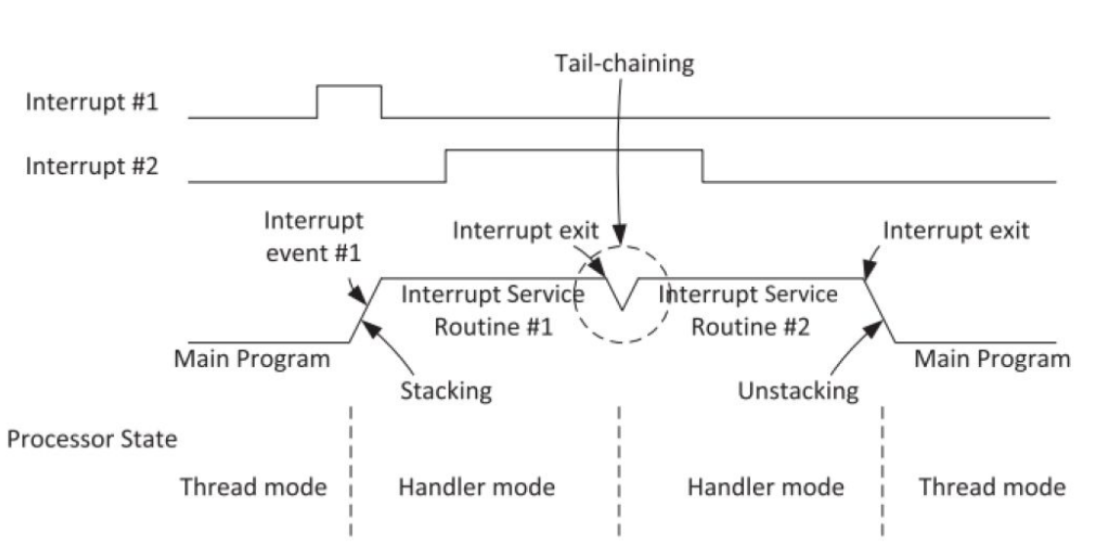 Tail-chaining
Interrupt #1
Interrupt #2
Interrupt
event #1
Interrupt exit
Interrupt exit
Interrupt Service
Routine #1
Interrupt Service
Routine #2
Main Program
Main Program
Stacking
Unstacking
Processor State
Thread mode
Handler mode
Handler mode
Thread mode